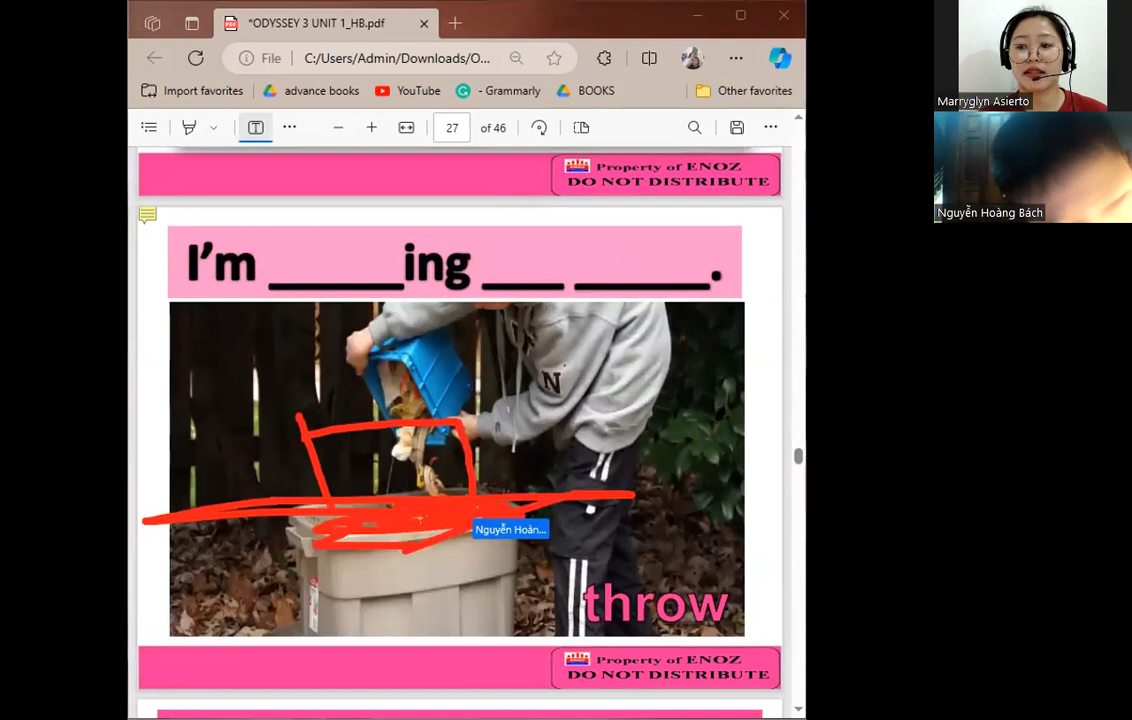 *ODYSSEY 3 UNIT 1_HB.pdf
File C:/Users/Admin/Downloads/O...
Import favorites advance books YouTube - Grammarly BOOKS Other favorites
27 of 46
Property of ENOZ
DO NOT DISTRIBUTE
I'm ______ing ____ ______.
Nguyễn Hoàn...
throw
Property of ENOZ
DO NOT DISTRIBUTE
Marryglyn Asierto
Nguyễn Hoàng Bách